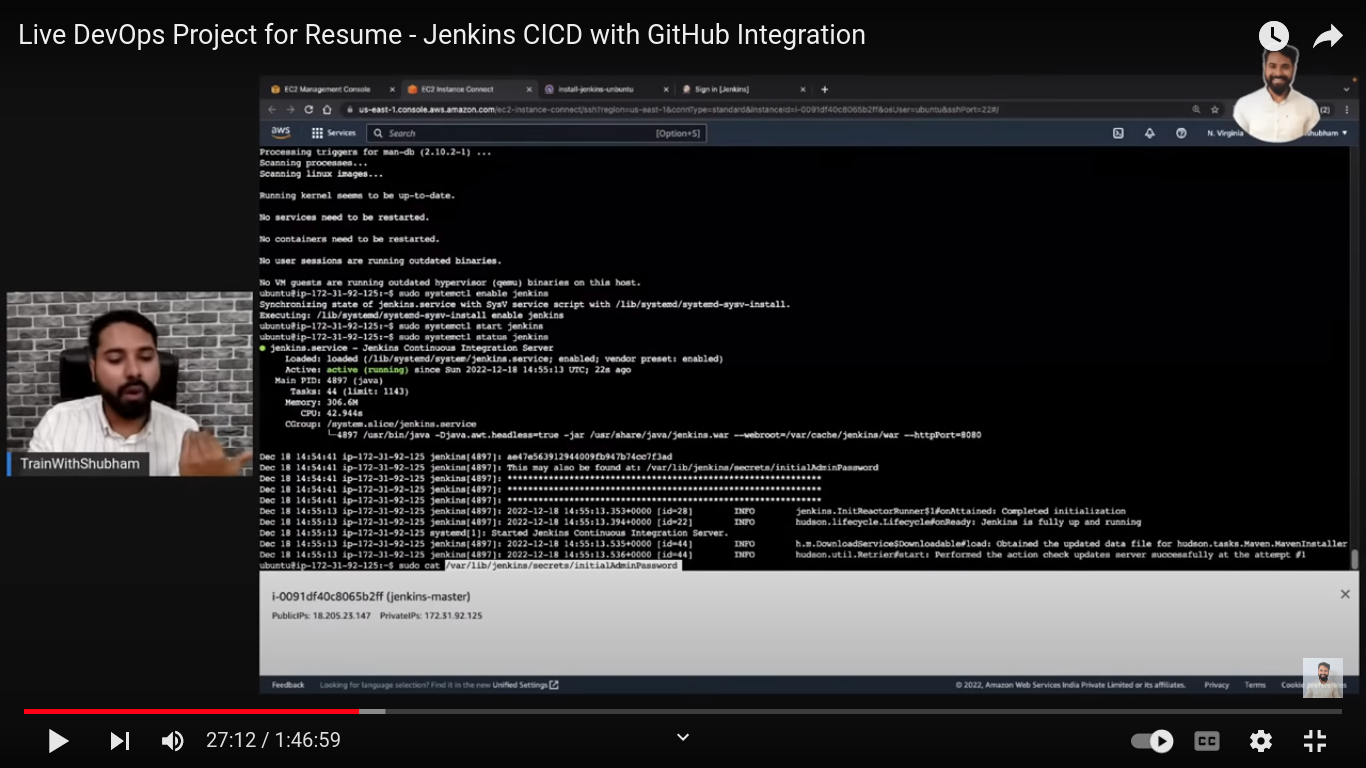 Live DevOps Project for Resume - Jenkins CICD with GitHub Integration
EC2 Management Console
EC2 Instance Connect
install-jenkins-unbuntu
Sign in [Jenkins]
us-east-1.console.aws.amazon.com/ec2-instance-connect/ssh?region=us-east-1&connType=standard&instanceId=i-0091df40c8065b2ff&osUser=ubuntu&sshPort=22#/
(2)
aws Services Search [Option+S] N. Virginia shubham
Processing triggers for man-db (2.10.2-1) ...
Scanning processes...
Scanning linux images...
Running kernel seems to be up-to-date.
No services need to be restarted.
No containers need to be restarted.
No user sessions are running outdated binaries.
No VM guests are running outdated hypervisor (qemu) binaries on this host.
ubuntu@ip-172-31-92-125:~$ sudo systemctl enable jenkins
Synchronizing state of jenkins.service with SysV service script with /lib/systemd/systemd-sysv-install.
Executing: /lib/systemd/systemd-sysv-install enable jenkins
ubuntu@ip-172-31-92-125:~$ sudo systemctl start jenkins
ubuntu@ip-172-31-92-125:~$ sudo systemctl status jenkins
● jenkins.service - Jenkins Continuous Integration Server
Loaded: loaded (/lib/systemd/system/jenkins.service; enabled; vendor preset: enabled)
Active: active (running) since Sun 2022-12-18 14:55:13 UTC; 22s ago
Main PID: 4897 (java)
Tasks: 44 (limit: 1143)
Memory: 306.6M
CPU: 42.944s
CGroup: /system.slice/jenkins.service
└─4897 /usr/bin/java -Djava.awt.headless=true -jar /usr/share/java/jenkins.war --webroot=/var/cache/jenkins/war --httpPort=8080
Dec 18 14:54:41 ip-172-31-92-125 jenkins[4897]: ae47e563912944009fb947b74cc7f3ad
Dec 18 14:54:41 ip-172-31-92-125 jenkins[4897]: This may also be found at: /var/lib/jenkins/secrets/initialAdminPassword
Dec 18 14:54:41 ip-172-31-92-125 jenkins[4897]: *************************************************************
Dec 18 14:54:41 ip-172-31-92-125 jenkins[4897]: *************************************************************
Dec 18 14:54:41 ip-172-31-92-125 jenkins[4897]: *************************************************************
Dec 18 14:55:13 ip-172-31-92-125 jenkins[4897]: 2022-12-18 14:55:13.353+0000 [id=28] INFO jenkins.InitReactorRunner$1#onAttained: Completed initialization
Dec 18 14:55:13 ip-172-31-92-125 jenkins[4897]: 2022-12-18 14:55:13.394+0000 [id=22] INFO hudson.lifecycle.Lifecycle#onReady: Jenkins is fully up and running
Dec 18 14:55:13 ip-172-31-92-125 systemd[1]: Started Jenkins Continuous Integration Server.
Dec 18 14:55:13 ip-172-31-92-125 jenkins[4897]: 2022-12-18 14:55:13.535+0000 [id=44] INFO h.m.DownloadService$Downloadable#load: Obtained the updated data file for hudson.tasks.Maven.MavenInstaller
Dec 18 14:55:13 ip-172-31-92-125 jenkins[4897]: 2022-12-18 14:55:13.536+0000 [id=44] INFO hudson.util.Retrier#start: Performed the action check updates server successfully at the attempt #1
ubuntu@ip-172-31-92-125:~$ sudo cat /var/lib/jenkins/secrets/initialAdminPassword
TrainWithShubham
i-0091df40c8065b2ff (jenkins-master)
PublicIPs: 18.205.23.147 PrivateIPs: 172.31.92.125
Feedback Looking for language selection? Find it in the new Unified Settings © 2022, Amazon Web Services India Private Limited or its affiliates. Privacy Terms Cookie preferences
27:12 / 1:46:59
CC